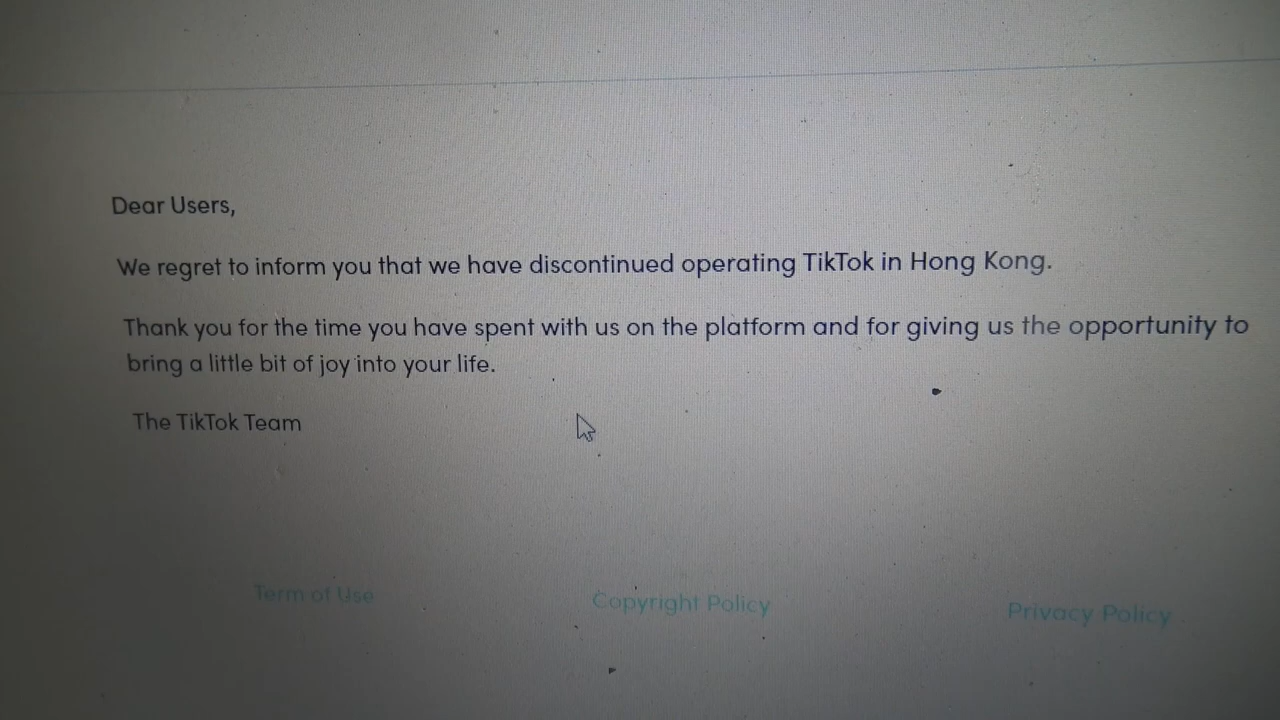 Dear Users,
We regret to inform you that we have discontinued operating TikTok in Hong Kong.
Thank you for the time you have spent with us on the platform and for giving us the opportunity to
bring a little bit of joy into your life.
The TikTok Team
Term of Use
Copyright Policy
Privacy Policy